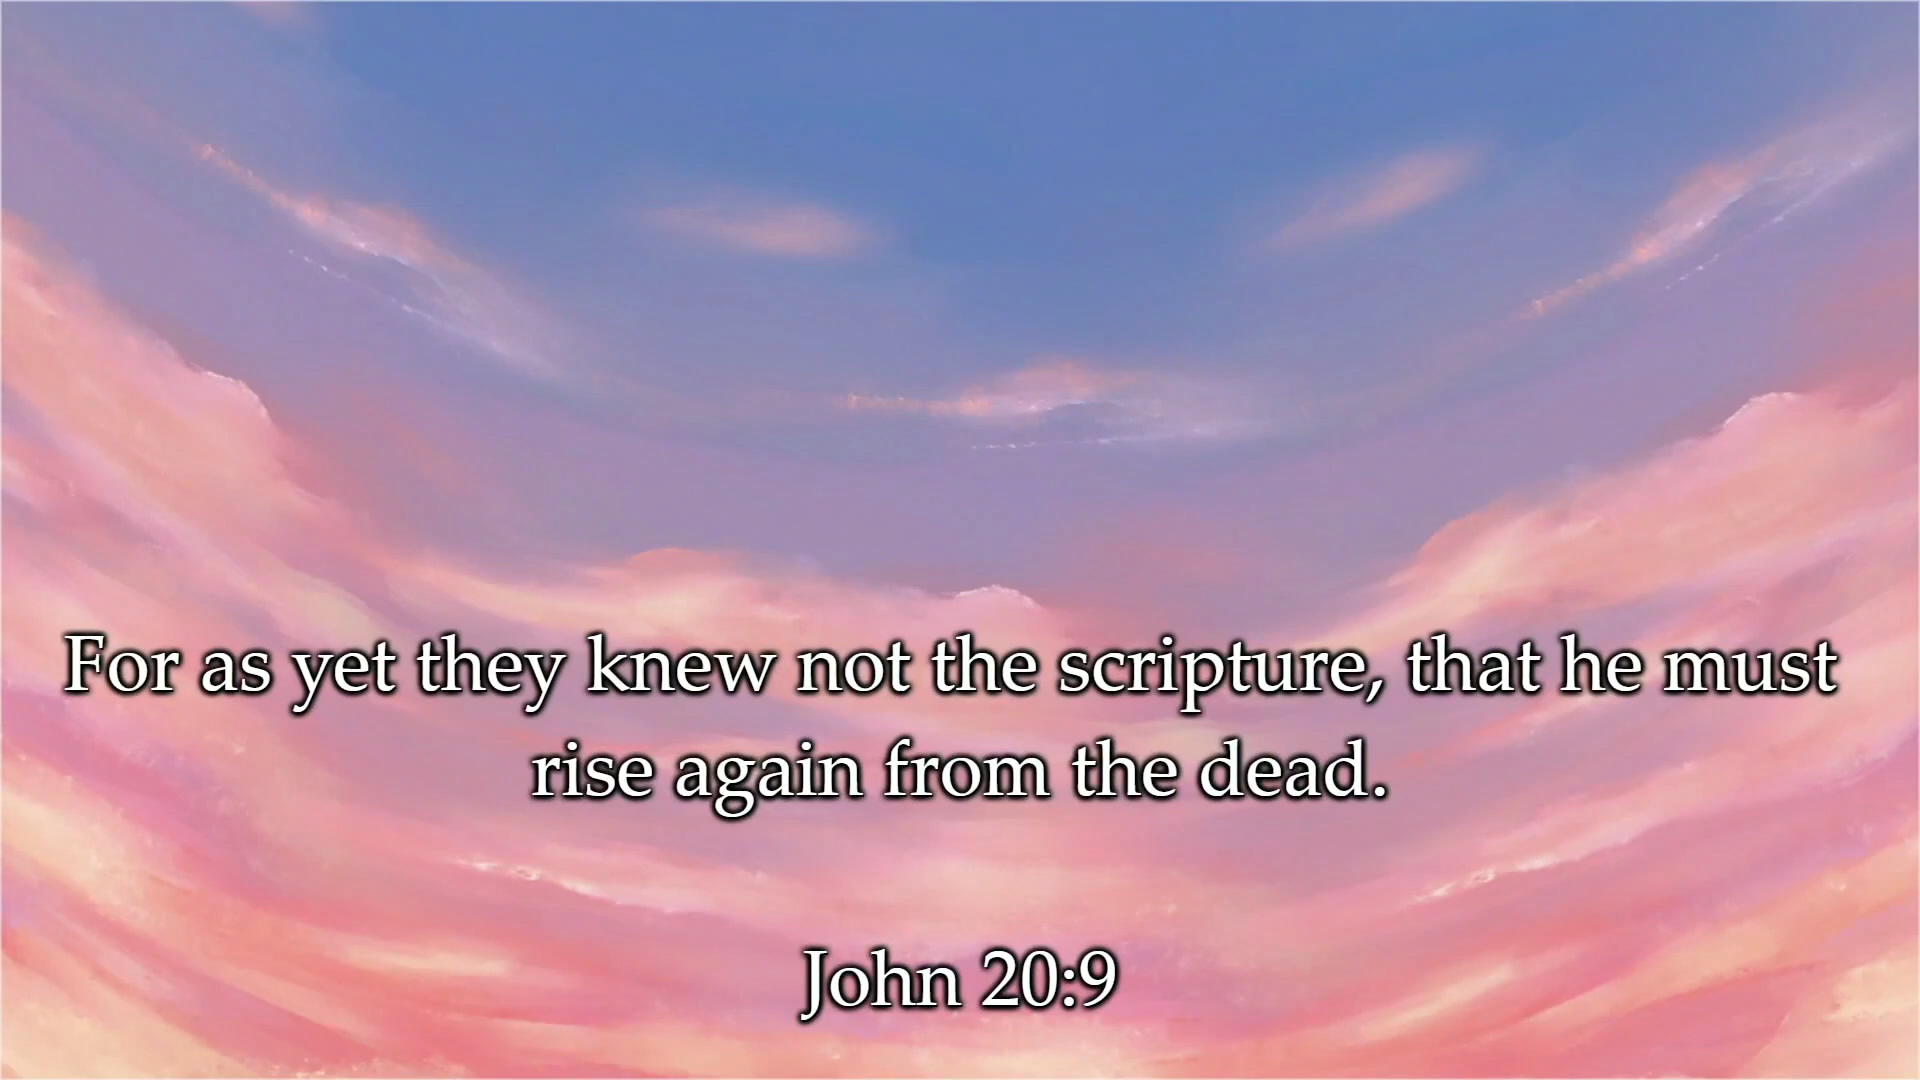 For as yet they knew not the scripture, that he must
rise again from the dead.
John 20:9